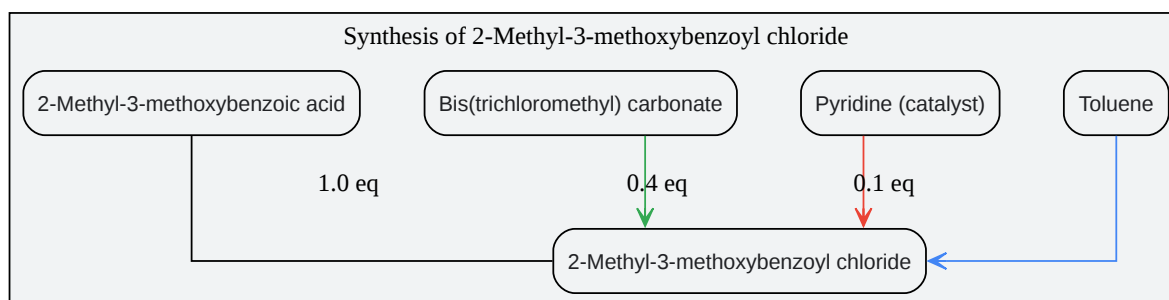 Synthesis of 2-Methyl-3-methoxybenzoyl chloride
2-Methyl-3-methoxybenzoic acid
Bis(trichloromethyl) carbonate
Pyridine (catalyst)
Toluene
1.0 eq
0.4 eq
0.1 eq
2-Methyl-3-methoxybenzoyl chloride